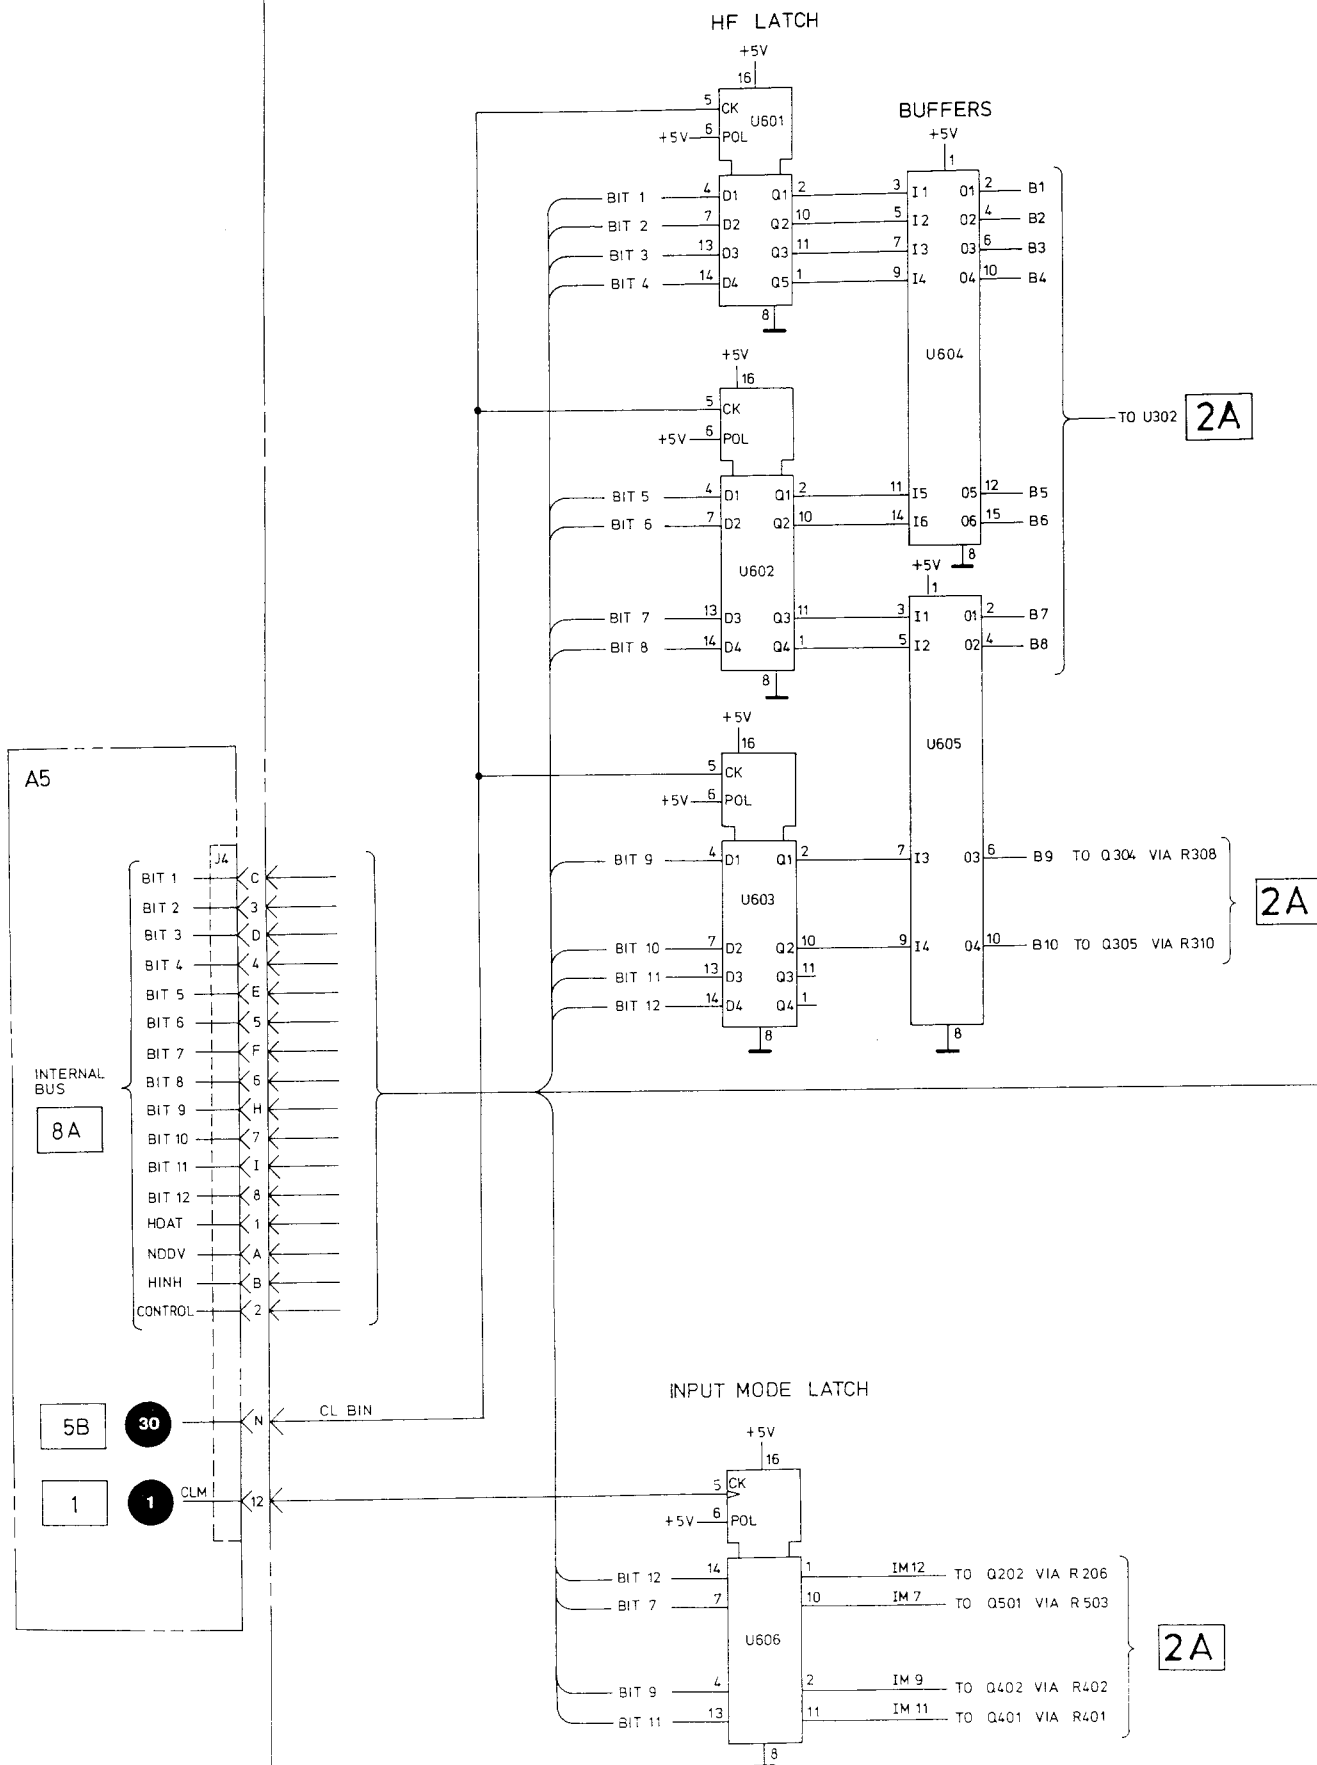 HF LATCH
+5V
16
5 CK
U601
+5V 6 POL
BUFFERS
+5V
1
BIT 1 4 D1 Q1 2 3 I1 O1 2 B1
BIT 2 7 D2 Q2 10 5 I2 O2 4 B2
BIT 3 13 D3 Q3 11 7 I3 O3 6 B3
BIT 4 14 D4 Q5 1 9 I4 O4 10 B4
8
U604
+5V
16
5 CK
+5V 6 POL
TO U302 2A
BIT 5 4 D1 Q1 2 11 I5 O5 12 B5
BIT 6 7 D2 Q2 10 14 I6 O6 15 B6
8
U602
+5V
1
BIT 7 13 D3 Q3 11 3 I1 O1 2 B7
BIT 8 14 D4 Q4 1 5 I2 O2 4 B8
8
+5V
16
U605
5 CK
+5V 6 POL
BIT 9 4 D1 Q1 2 7 I3 O3 6 B9 TO Q304 VIA R308
U603
2A
BIT 10 7 D2 Q2 10 9 I4 O4 10 B10 TO Q305 VIA R310
BIT 11 13 D3 Q3 11
BIT 12 14 D4 Q4 1
8
8
A5
J4
BIT 1 C
BIT 2 3
BIT 3 D
BIT 4 4
BIT 5 E
BIT 6 5
BIT 7 F
BIT 8 6
BIT 9 H
BIT 10 7
BIT 11 I
BIT 12 8
HDAT 1
NDDV A
HINH B
CONTROL 2
INTERNAL
BUS
8A
5B 30 N CL BIN
1 1 CLM 12
INPUT MODE LATCH
+5V
16
5 CK
+5V 6 POL
BIT 12 14 1 IM 12 TO Q202 VIA R206
BIT 7 7 10 IM 7 TO Q501 VIA R503
U606
2A
BIT 9 4 2 IM 9 TO Q402 VIA R402
BIT 11 13 11 IM 11 TO Q401 VIA R401
8